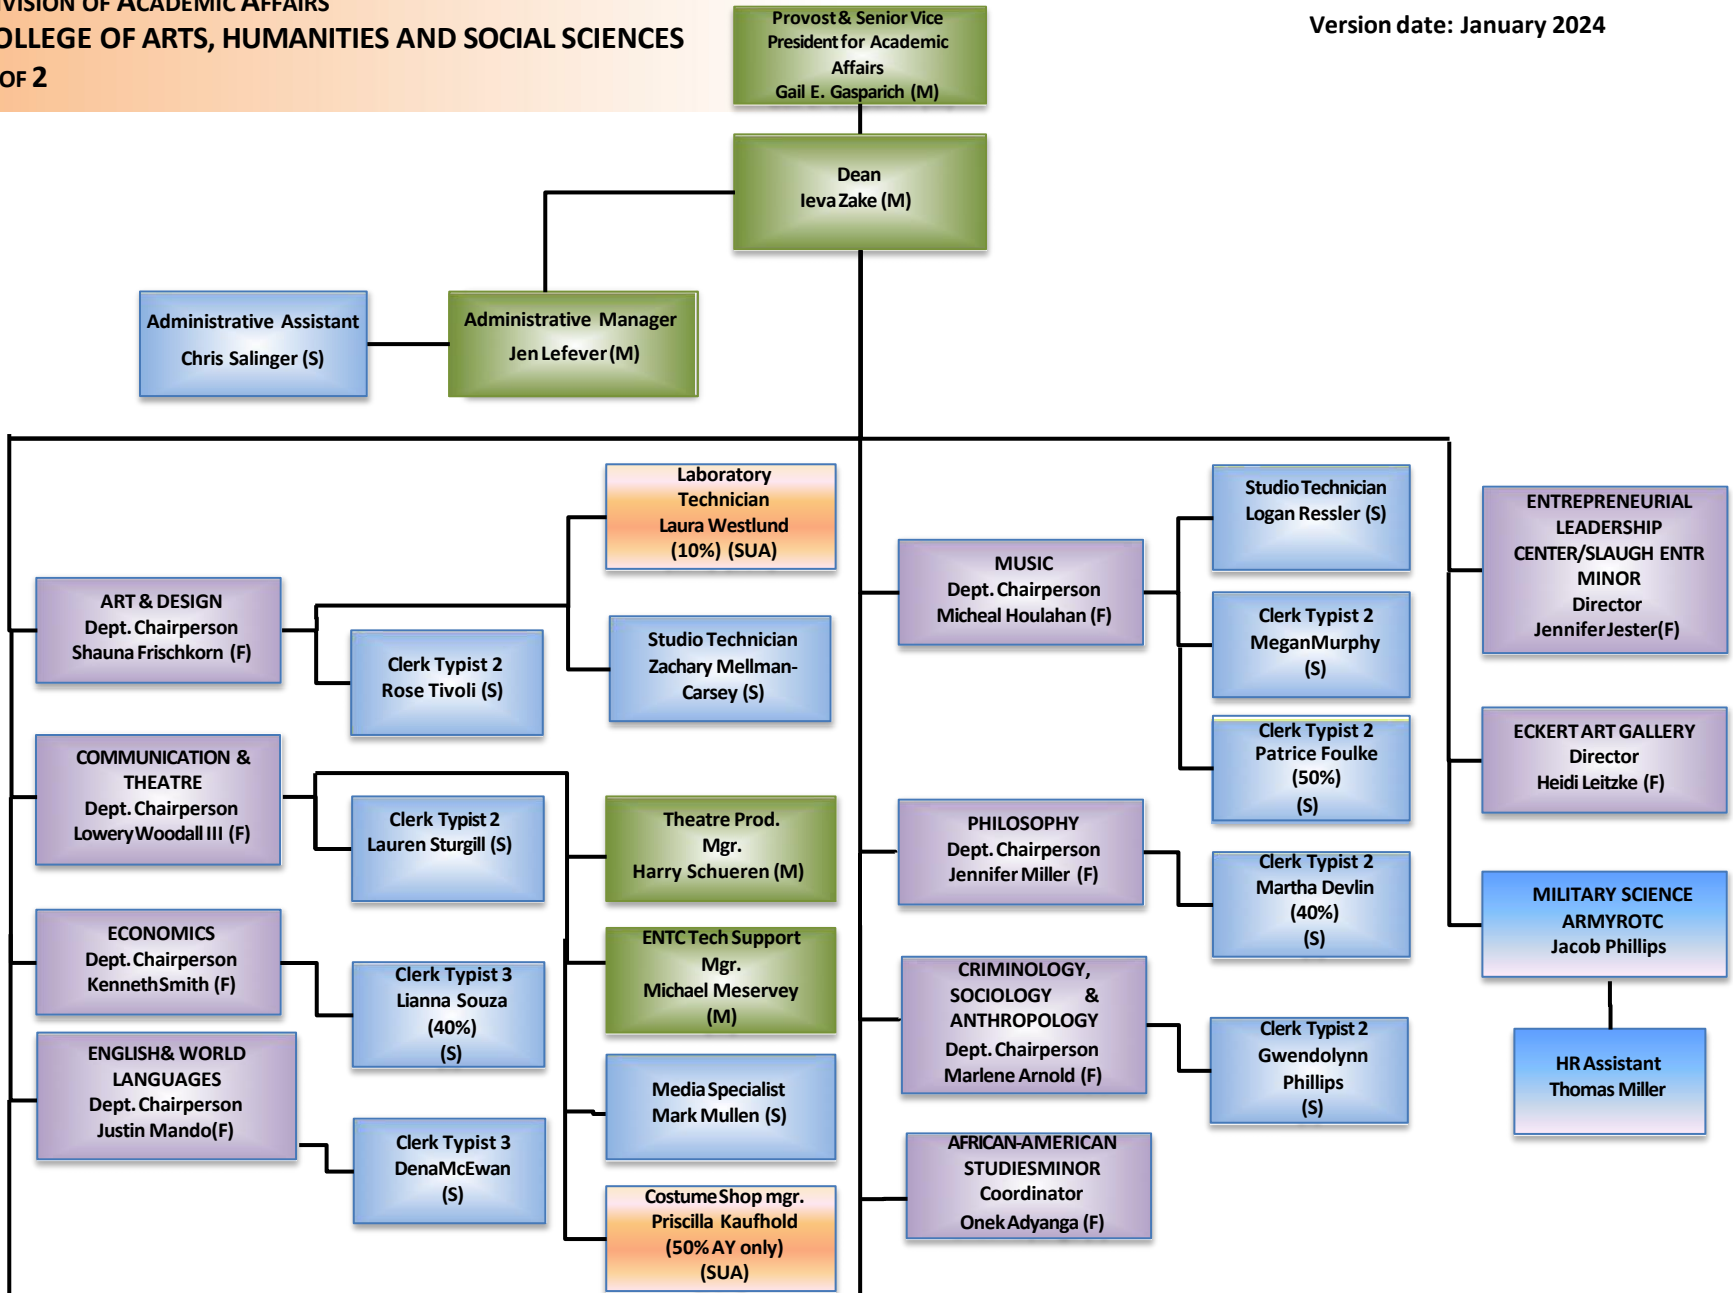 IVISION OF ACADEMIC AFFAIRS
OLLEGE OF ARTS, HUMANITIES AND SOCIAL SCIENCES
OF 2
Version date: January 2024
Provost & Senior Vice
President for Academic
Affairs
Gail E. Gasparich (M)
Dean
Ieva Zake (M)
Administrative Assistant
Chris Salinger (S)
Administrative Manager
Jen Lefever (M)
ART & DESIGN
Dept. Chairperson
Shauna Frischkorn (F)
Clerk Typist 2
Rose Tivoli (S)
Laboratory
Technician
Laura Westlund
(10%) (SUA)
Studio Technician
Zachary Mellman-
Carsey (S)
COMMUNICATION &
THEATRE
Dept. Chairperson
Lowery Woodall III (F)
Clerk Typist 2
Lauren Sturgill (S)
Theatre Prod.
Mgr.
Harry Schueren (M)
ENTC Tech Support
Mgr.
Michael Meservey
(M)
Media Specialist
Mark Mullen (S)
Costume Shop mgr.
Priscilla Kaufhold
(50% AY only)
(SUA)
ECONOMICS
Dept. Chairperson
Kenneth Smith (F)
Clerk Typist 3
Lianna Souza
(40%)
(S)
ENGLISH& WORLD
LANGUAGES
Dept. Chairperson
Justin Mando(F)
Clerk Typist 3
DenaMcEwan
(S)
MUSIC
Dept. Chairperson
Micheal Houlahan (F)
Studio Technician
Logan Ressler (S)
Clerk Typist 2
MeganMurphy
(S)
Clerk Typist 2
Patrice Foulke
(50%)
(S)
PHILOSOPHY
Dept. Chairperson
Jennifer Miller (F)
Clerk Typist 2
Martha Devlin
(40%)
(S)
CRIMINOLOGY,
SOCIOLOGY &
ANTHROPOLOGY
Dept. Chairperson
Marlene Arnold (F)
Clerk Typist 2
Gwendolynn
Phillips
(S)
AFRICAN-AMERICAN
STUDIESMINOR
Coordinator
Onek Adyanga (F)
ENTREPRENEURIAL
LEADERSHIP
CENTER/SLAUGH ENTR
MINOR
Director
Jennifer Jester(F)
ECKERT ART GALLERY
Director
Heidi Leitzke (F)
MILITARY SCIENCE
ARMYROTC
Jacob Phillips
HR Assistant
Thomas Miller